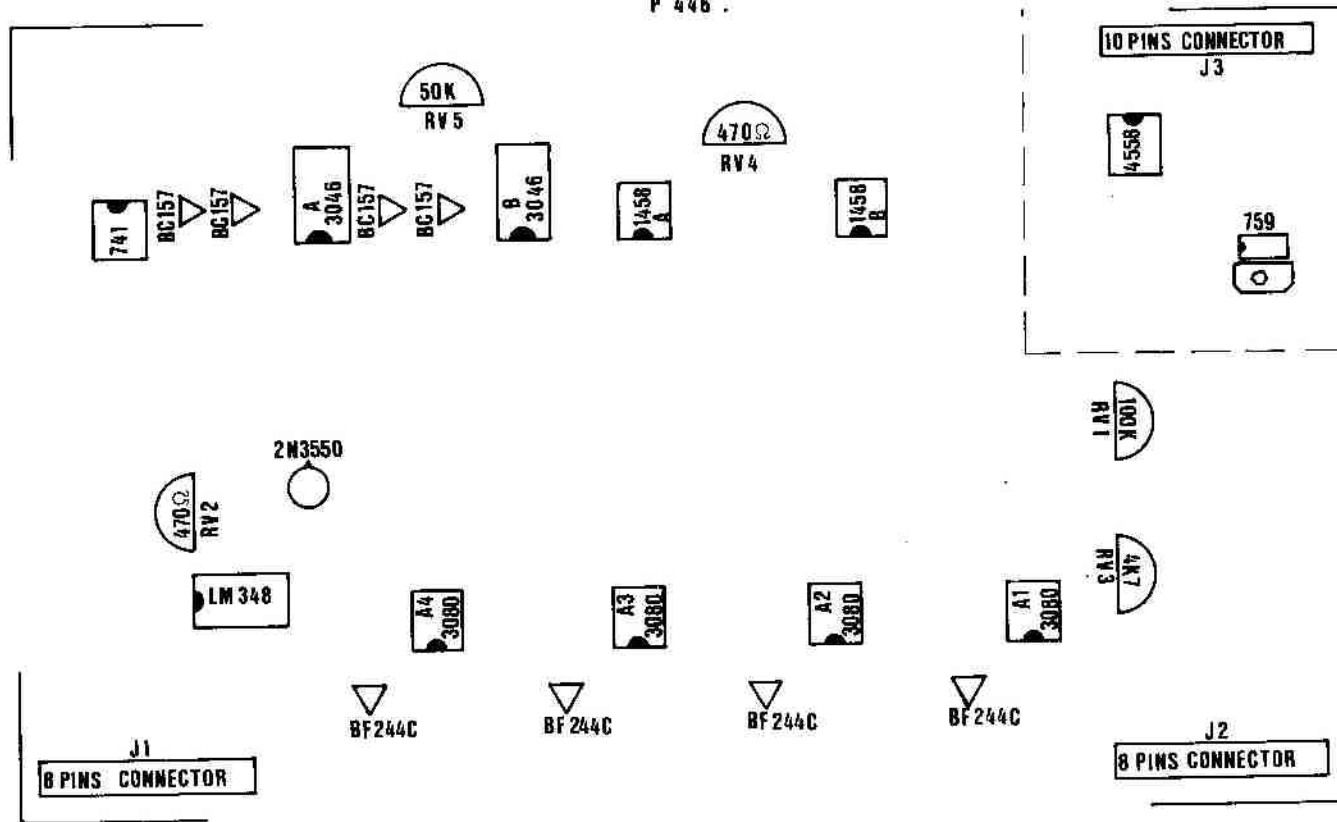 P 446 .
10 PINS CONNECTOR
J3
50K
RV5
470Ω
RV4
4558
741
BC157
BC157
A
3046
BC157
BC157
B
3046
1458
A
1458
B
759
100K
RV1
2N3550
470Ω
RV2
4K7
RV3
LM 348
A4
3080
A3
3080
A2
3080
A1
3080
BF244C
BF244C
BF244C
BF244C
J1
8 PINS CONNECTOR
J2
8 PINS CONNECTOR